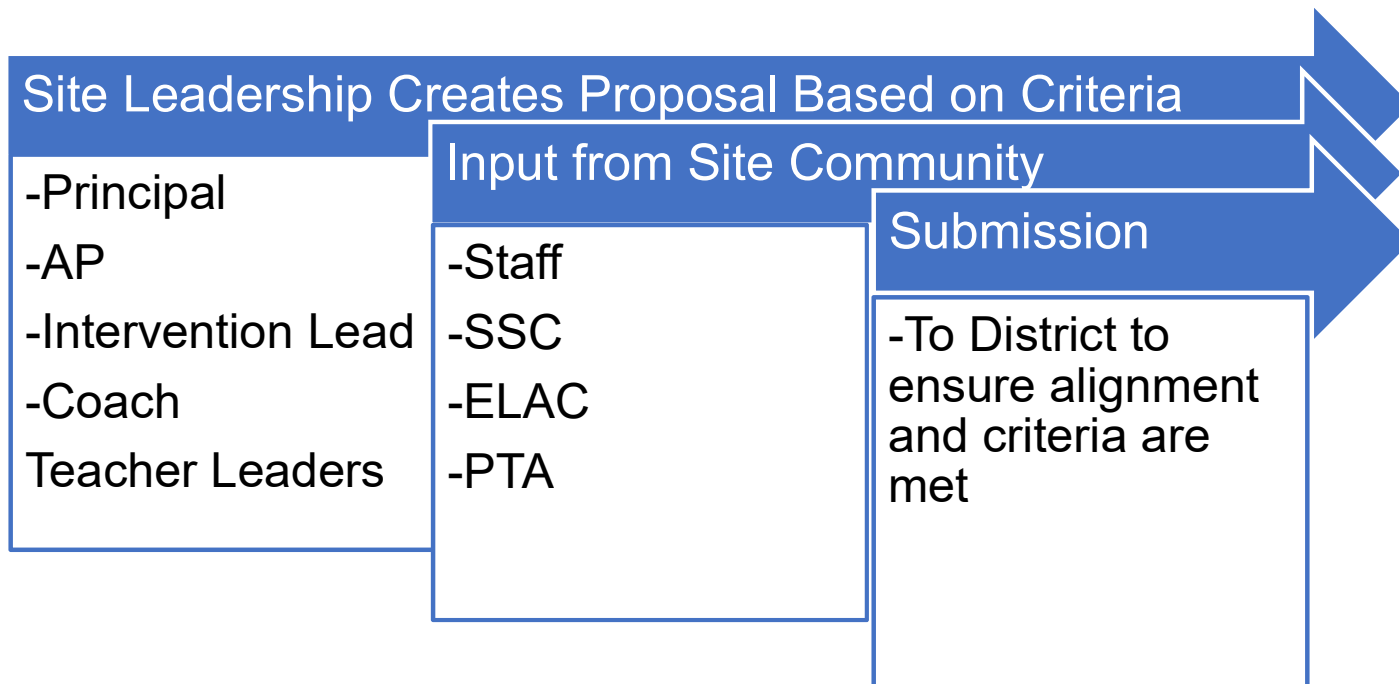 Site Leadership Creates Proposal Based on Criteria
-Principal
-AP
-Intervention Lead
-Coach
Teacher Leaders
Input from Site Community
-Staff
-SSC
-ELAC
-PTA
Submission
-To District to
ensure alignment
and criteria are
met